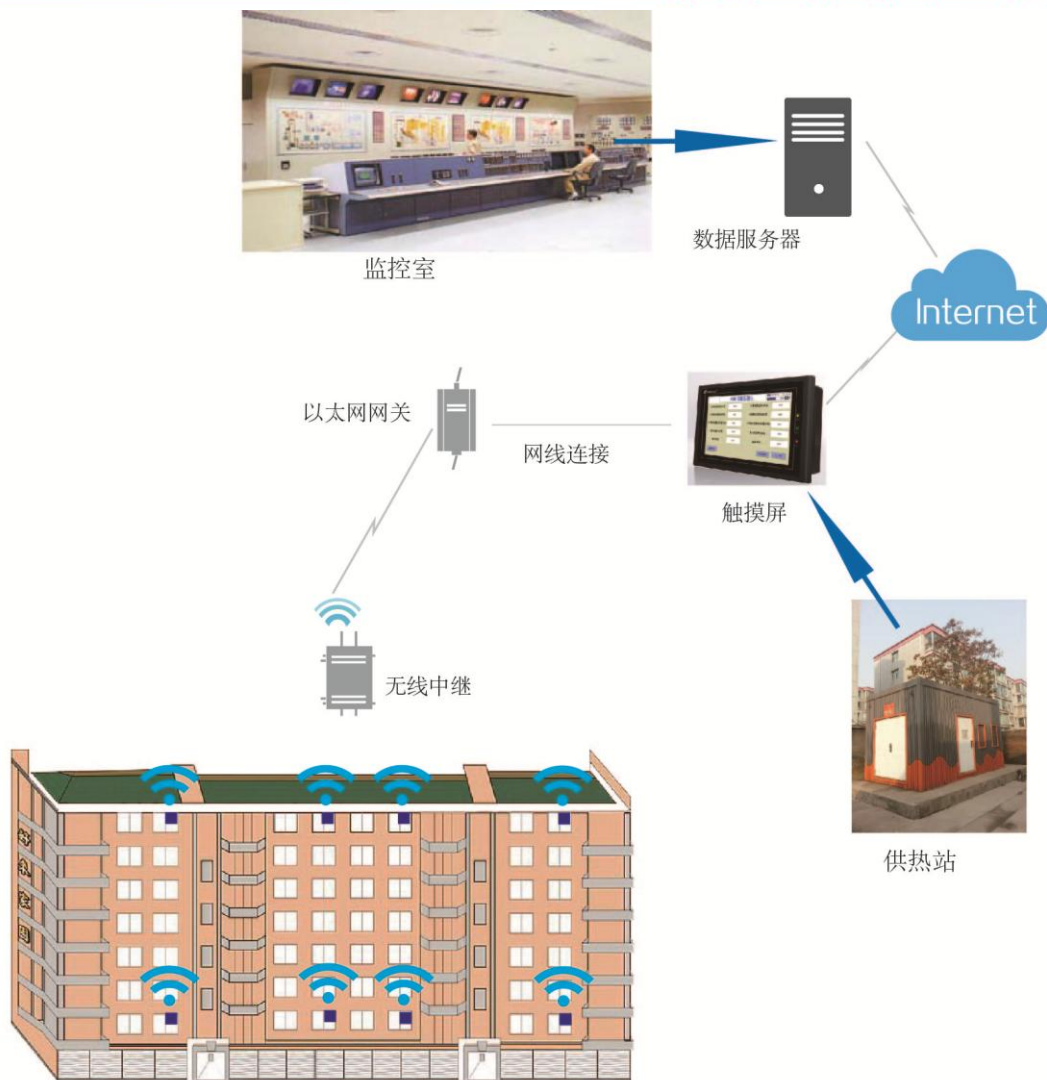 监控室
数据服务器
Internet
以太网网关
网线连接
触摸屏
无线中继
供热站